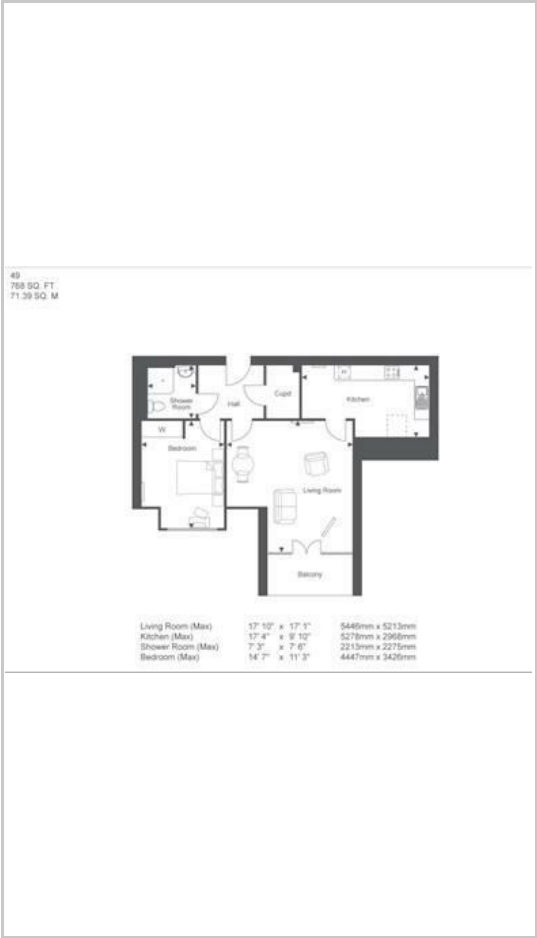 49
768 SQ. FT
71.39 SQ. M
Shower
Room
Hall
Cupd
Kitchen
H
W
Bedroom
Living Room
Balcony
Living Room (Max) 17' 10" x 17' 1" 5446mm x 5213mm
Kitchen (Max) 17' 4" x 9' 10" 5278mm x 2968mm
Shower Room (Max) 7' 3" x 7' 6" 2213mm x 2275mm
Bedroom (Max) 14' 7" x 11' 3" 4447mm x 3426mm